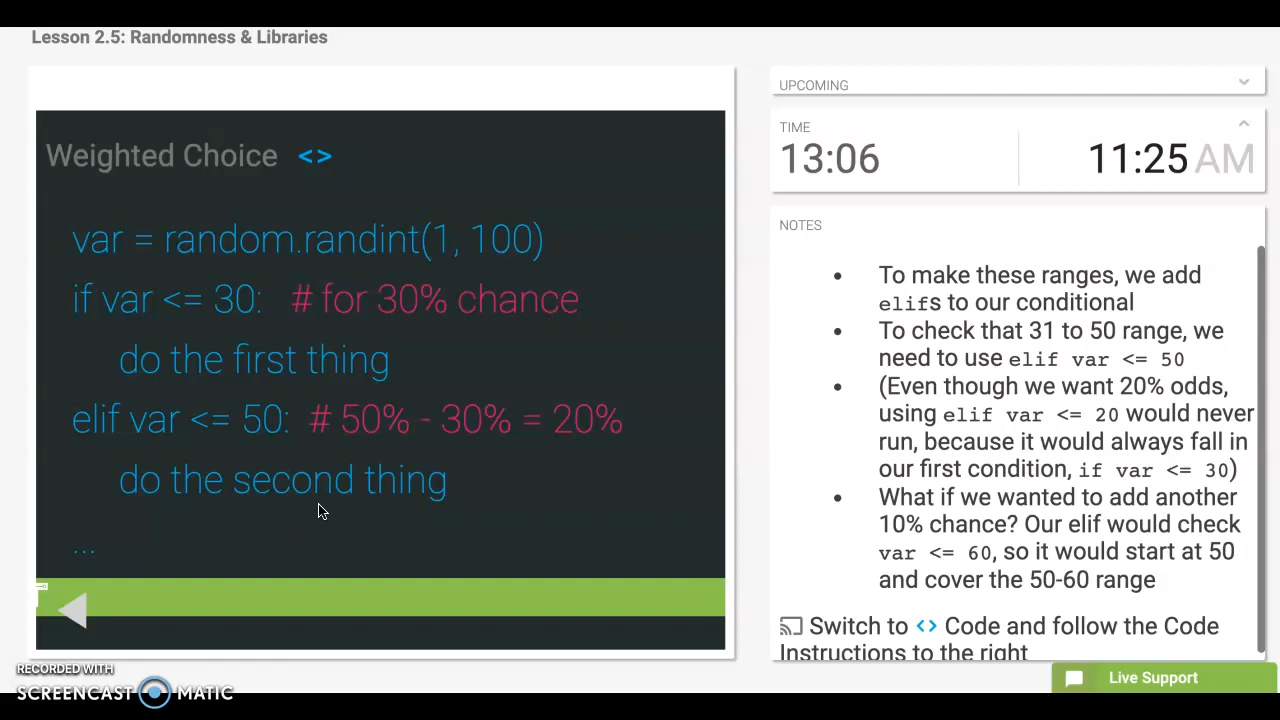 Lesson 2.5: Randomness & Libraries
Weighted Choice <>
var = random.randint(1, 100)
if var <= 30: # for 30% chance
do the first thing
elif var <= 50: # 50% - 30% = 20%
do the second thing
...
UPCOMING
TIME
13:06 11:25 AM
NOTES
• To make these ranges, we add
elifs to our conditional
• To check that 31 to 50 range, we
need to use elif var <= 50
• (Even though we want 20% odds,
using elif var <= 20 would never
run, because it would always fall in
our first condition, if var <= 30)
• What if we wanted to add another
10% chance? Our elif would check
var <= 60, so it would start at 50
and cover the 50-60 range
Switch to <> Code and follow the Code
Instructions to the right
Live Support
RECORDED WITH
SCREENCAST MATIC